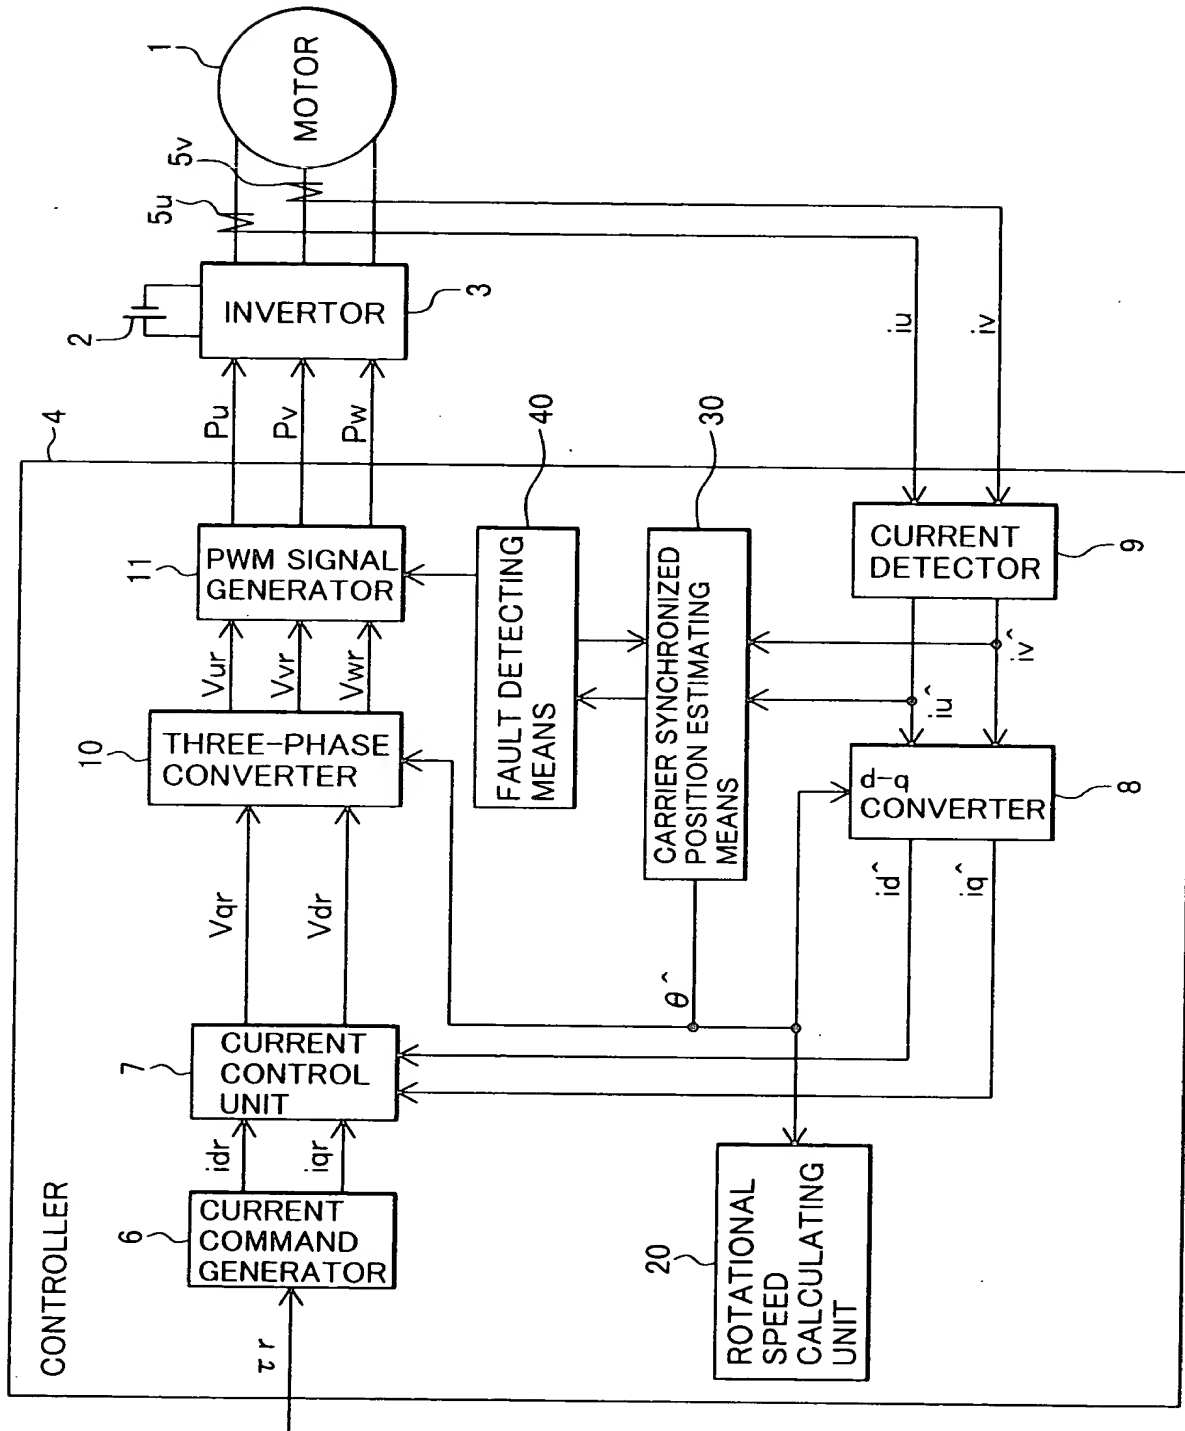 CONTROLLER
τr
6
CURRENT
COMMAND
GENERATOR
idr
iqr
7
CURRENT
CONTROL
UNIT
Vqr
Vdr
10
THREE-PHASE
CONVERTER
Vur
Vvr
Vwr
11
PWM SIGNAL
GENERATOR
4
Pu
Pv
Pw
2
INVERTOR
3
5u
5v
1
MOTOR
FAULT DETECTING
MEANS
40
CARRIER SYNCHRONIZED
POSITION ESTIMATING
MEANS
30
θ^
20
ROTATIONAL
SPEED
CALCULATING
UNIT
id^
iq^
d-q
CONVERTER
8
iu^
iv^
CURRENT
DETECTOR
9
iu
iv